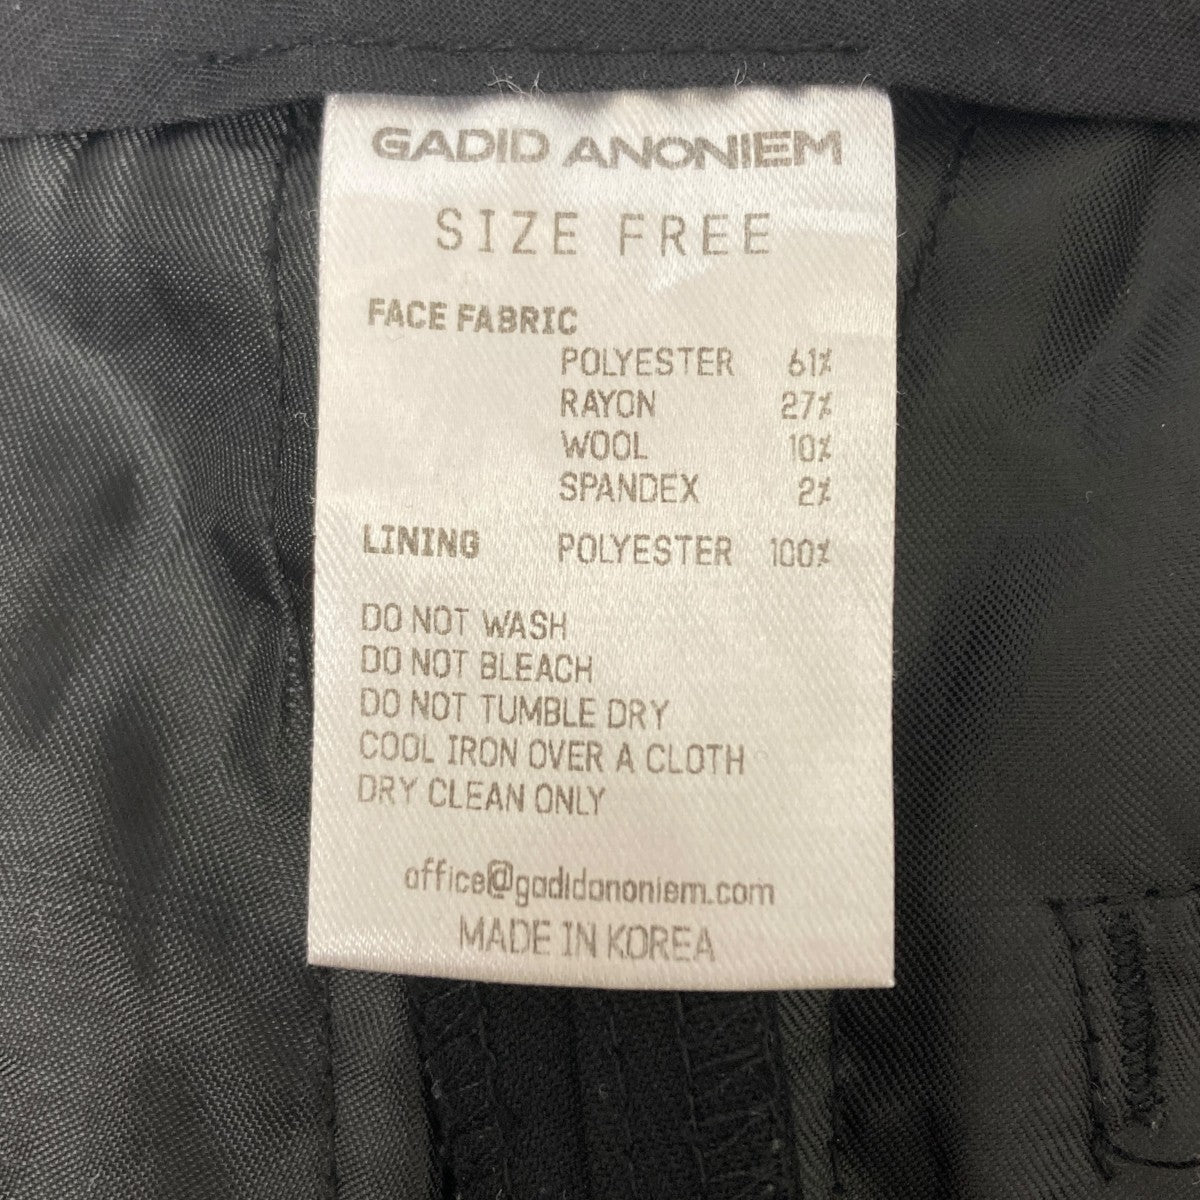 GADID ANONIEM
SIZE FREE
FACE FABRIC
POLYESTER 61%
RAYON 27%
WOOL 10%
SPANDEX 2%
LINING POLYESTER 100%
DO NOT WASH
DO NOT BLEACH
DO NOT TUMBLE DRY
COOL IRON OVER A CLOTH
DRY CLEAN ONLY
office@gadidanoniem.com
MADE IN KOREA